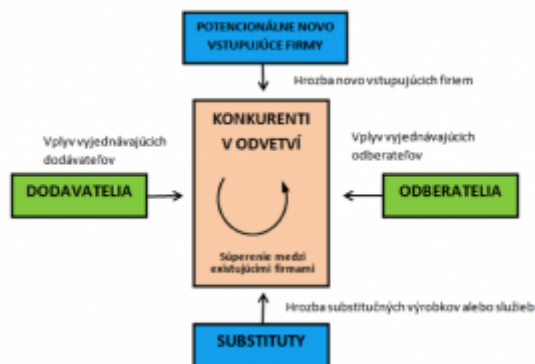 POTENCIONÁLNE NOVO
VSTUPUJÚCE FIRMY
Hrozba novo vstupujúcich firiem
KONKURENTI
V ODVETVÍ
Vplyv vyjednávajúcich
dodávateľov
Vplyv vyjednávajúcich
odberateľov
DODAVATELIA
ODBERATELIA
Súperenie medzi
existujúcimi firmami
Hrozba substitučných výrobkov alebo služieb
SUBSTITUTY